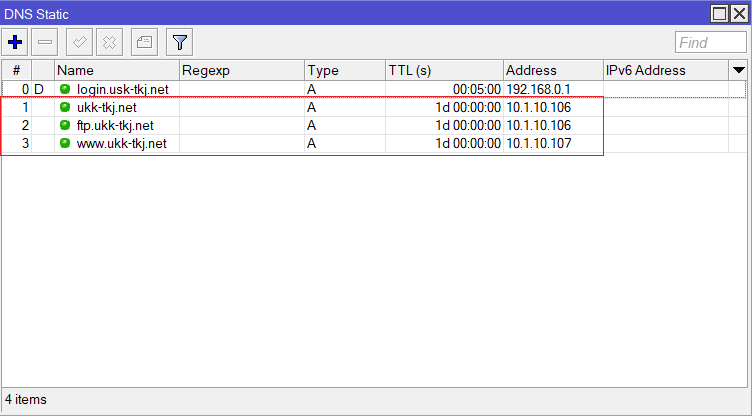 DNS Static
Find
# Name Regexp Type TTL (s) Address IPv6 Address
0 D login.usk-tkj.net A 00:05:00 192.168.0.1
1 ukk-tkj.net A 1d 00:00:00 10.1.10.106
2 ftp.ukk-tkj.net A 1d 00:00:00 10.1.10.106
3 www.ukk-tkj.net A 1d 00:00:00 10.1.10.107
4 items